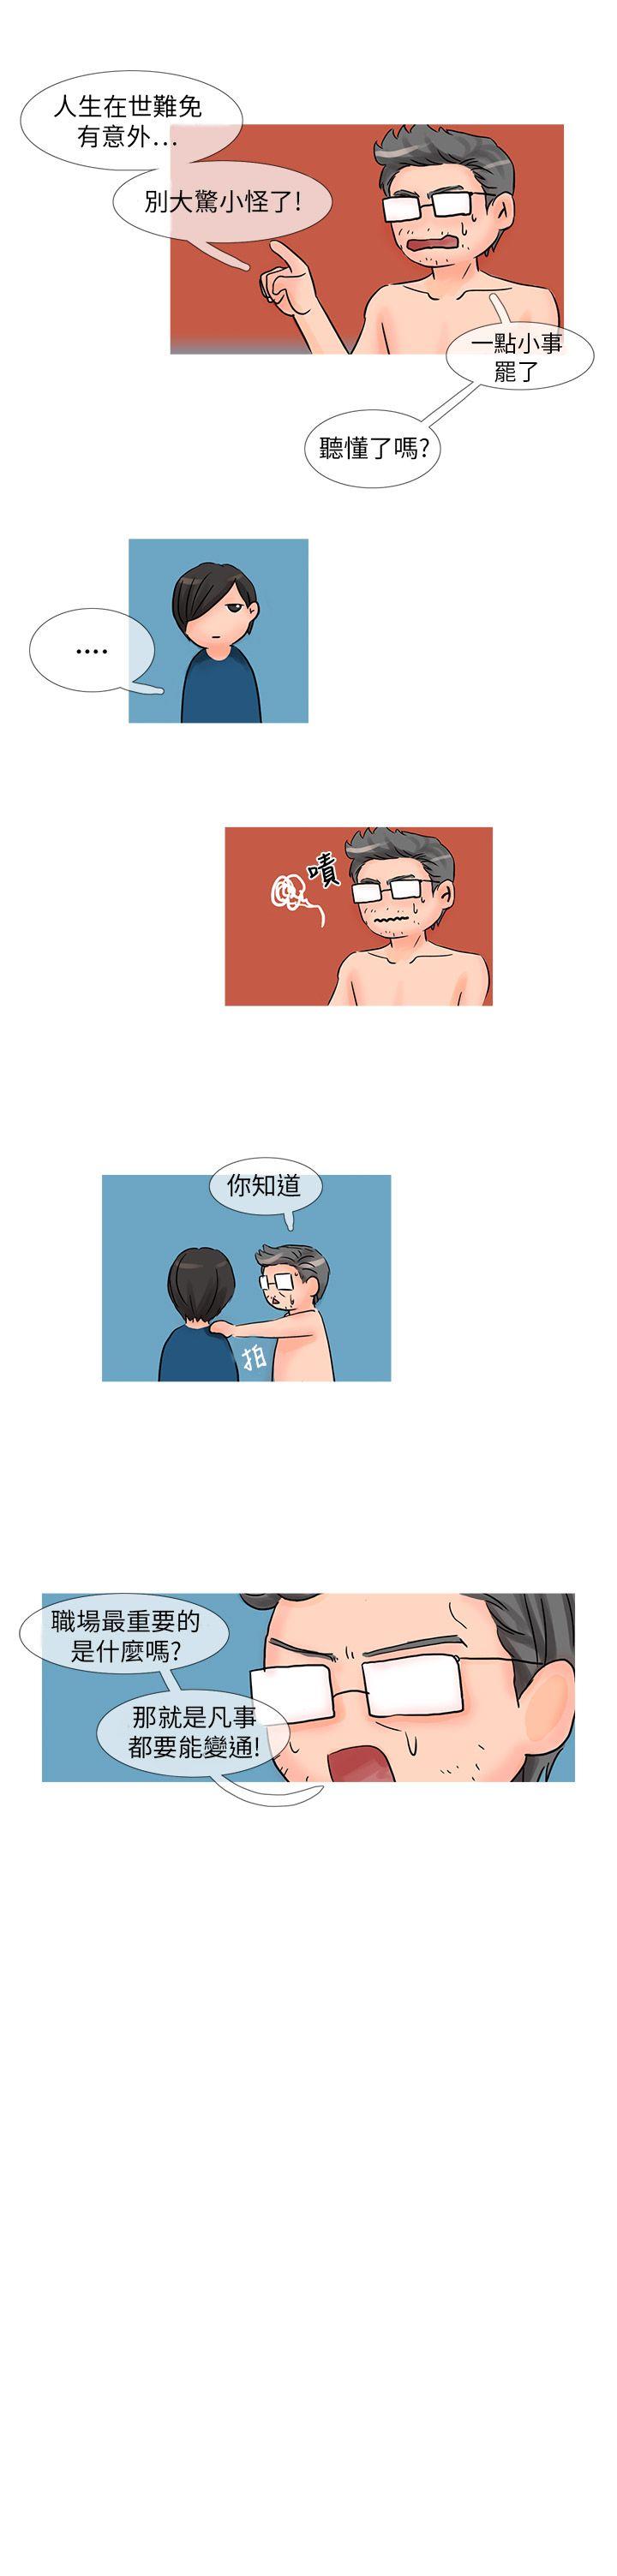 人生在世難免
有意外...
別大驚小怪了!
一點小事
罷了
聽懂了嗎?
....
嘖
你知道
拍
職場最重要的
是什麼嗎?
那就是凡事
都要能變通!